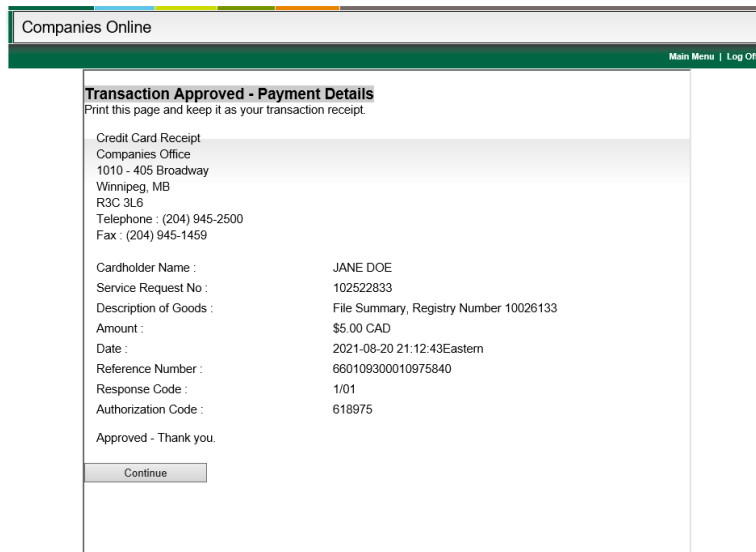 Companies Online
Main Menu | Log Off
Transaction Approved - Payment Details
Print this page and keep it as your transaction receipt.
Credit Card Receipt
Companies Office
1010 - 405 Broadway
Winnipeg, MB
R3C 3L6
Telephone : (204) 945-2500
Fax : (204) 945-1459
Cardholder Name : JANE DOE
Service Request No : 102522833
Description of Goods : File Summary, Registry Number 10026133
Amount : $5.00 CAD
Date : 2021-08-20 21:12:43Eastern
Reference Number : 660109300010975840
Response Code : 1/01
Authorization Code : 618975
Approved - Thank you.
Continue